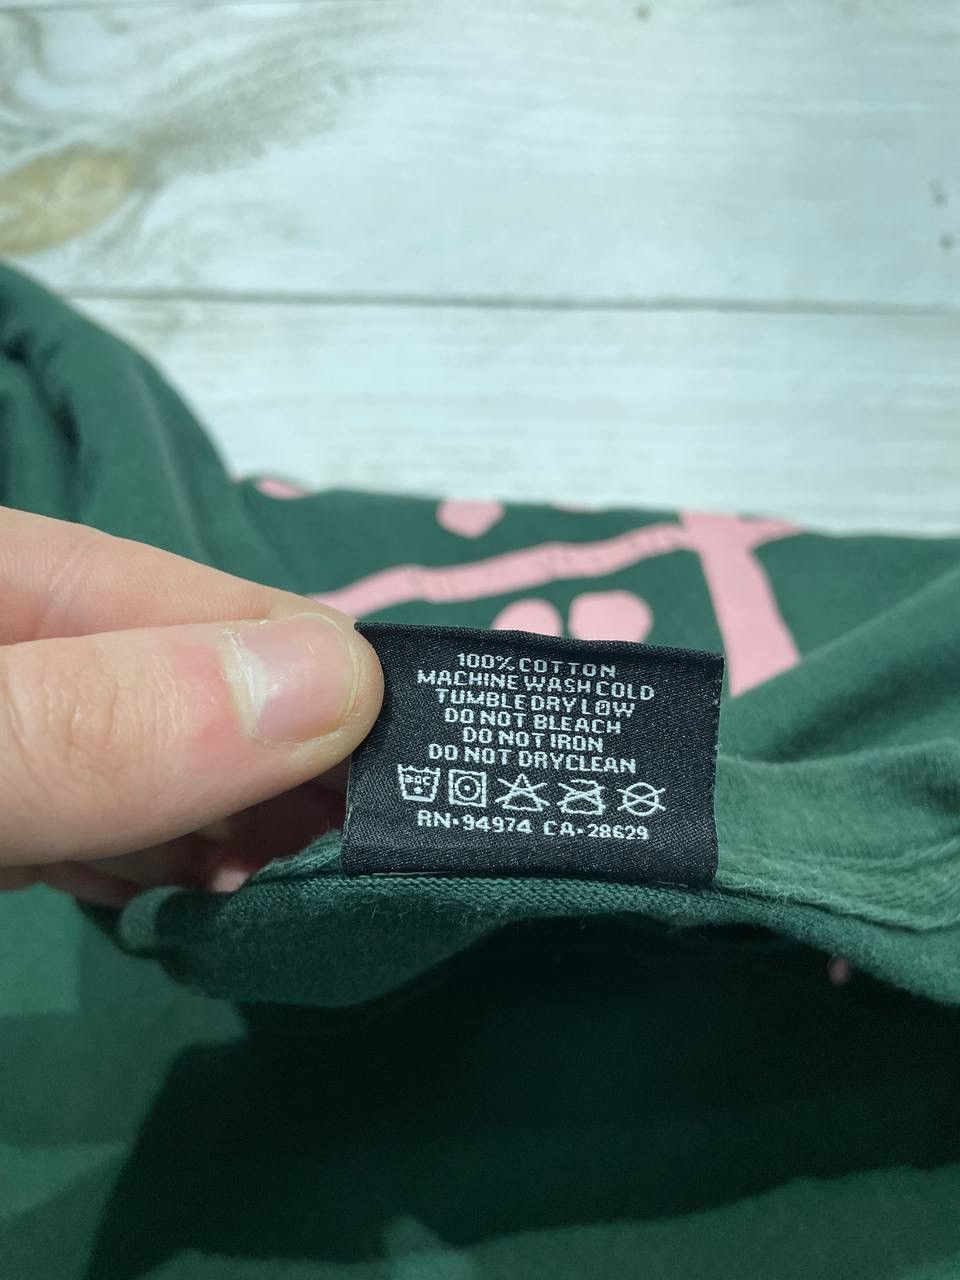 100% COTTON
MACHINE WASH COLD
TUMBLE DRY LOW
DO NOT BLEACH
DO NOT IRON
DO NOT DRYCLEAN
30C
RN·94974 CA·28629